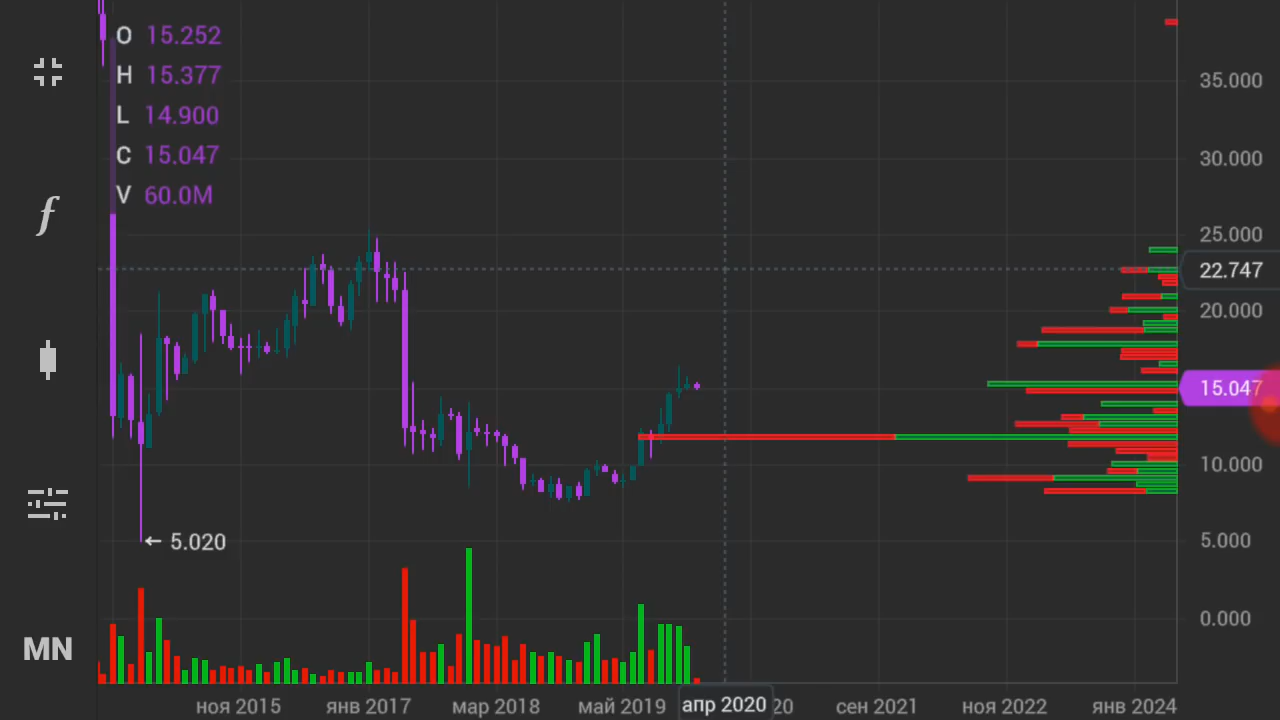 O 15.252
H 15.377
L 14.900
C 15.047
V 60.0M
f
MN
35.000
30.000
25.000
22.747
20.000
15.047
10.000
5.000
0.000
← 5.020
ноя 2015 янв 2017 мар 2018 май 2019 апр 2020 20 сен 2021 ноя 2022 янв 2024